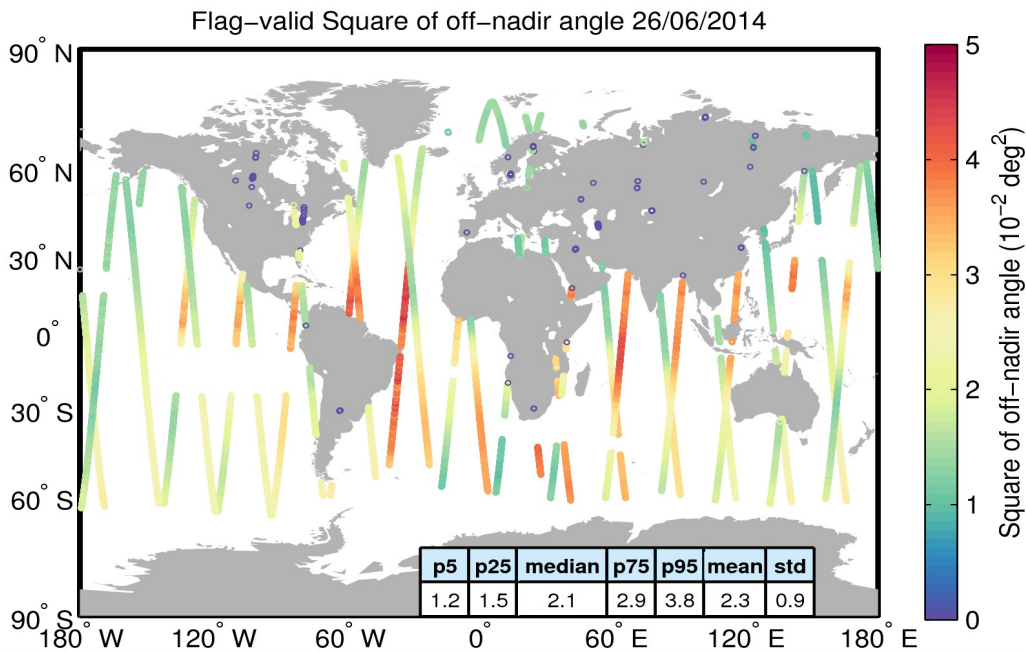 Flag−valid Square of off−nadir angle 26/06/2014
90° N
60° N
30° N
0°
30° S
60° S
90° S
180° W
120° W
60° W
0°
60° E
120° E
180° E
p5 p25 median p75 p95 mean std
1.2 1.5 2.1 2.9 3.8 2.3 0.9
5
4
3
2
1
0
Square of off−nadir angle (10⁻² deg²)